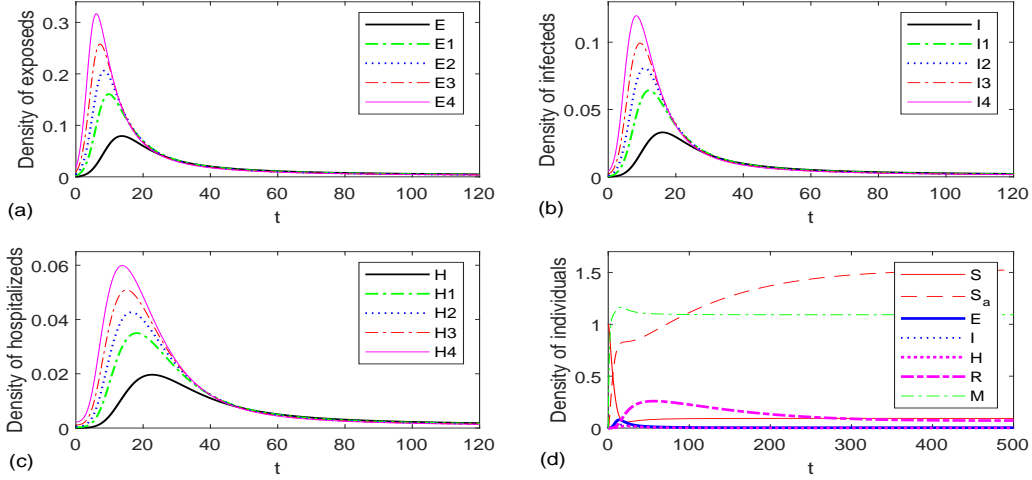 Density of exposeds
0.3
0.2
0.1
0
0 20 40 60 80 100 120
t
E
E1
E2
E3
E4
(a)
Density of infecteds
0.1
0.05
0
0 20 40 60 80 100 120
t
I
I1
I2
I3
I4
(b)
Density of hospitalizeds
0.06
0.04
0.02
0
0 20 40 60 80 100 120
t
H
H1
H2
H3
H4
(c)
Density of individuals
1.5
1
0.5
0
0 100 200 300 400 500
t
S
S_a
E
I
H
R
M
(d)